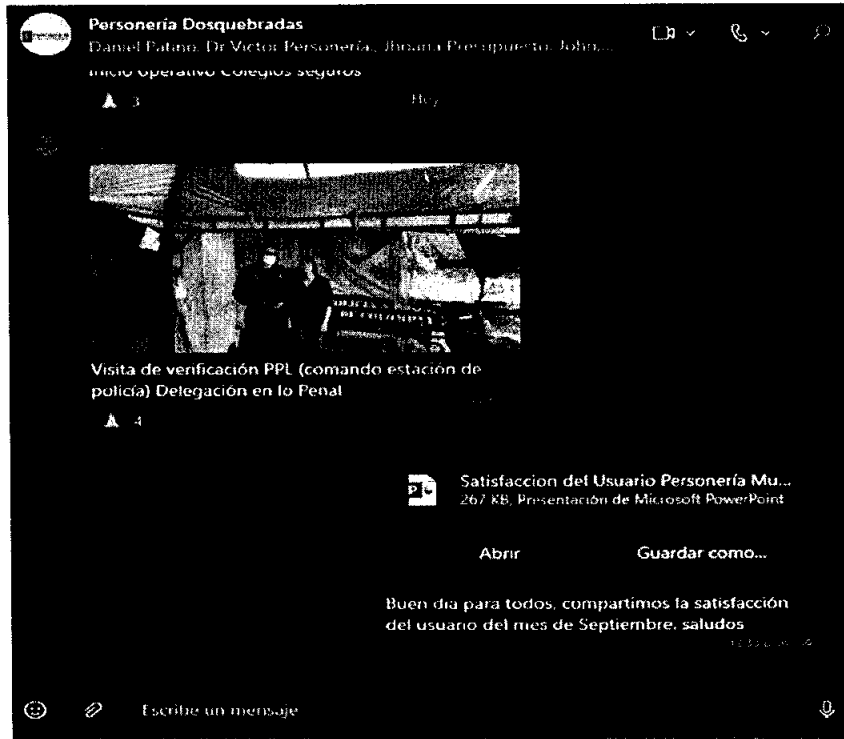 Personería Dosquebradas
Daniel Patino, Dr Victor Personería., Jhoana Presupuesto, John,...
Inicio operativo Colegios seguros
3
Hoy
Visita de verificación PPL (comando estación de
policía) Delegación en lo Penal
4
Satisfaccion del Usuario Personería Mu...
267 KB, Presentación de Microsoft PowerPoint
Abrir
Guardar como...
Buen dia para todos, compartimos la satisfacción
del usuario del mes de Septiembre. saludos
Escribe un mensaje